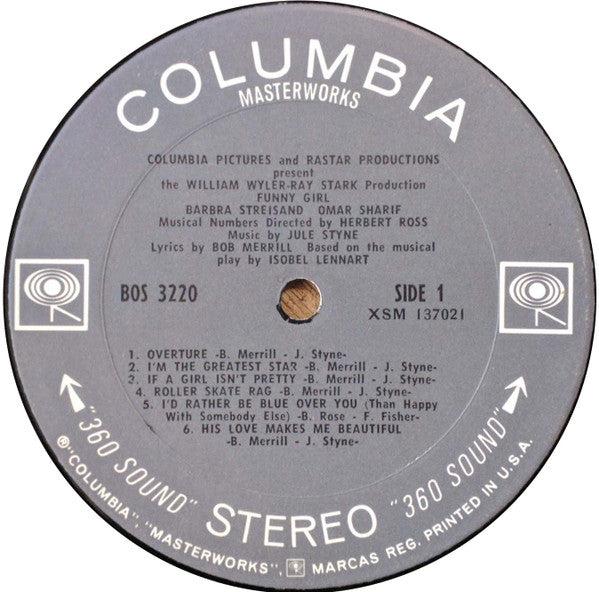 COLUMBIA
MASTERWORKS
COLUMBIA PICTURES and RASTAR PRODUCTIONS
present
the WILLIAM WYLER-RAY STARK Production
FUNNY GIRL
BARBRA STREISAND OMAR SHARIF
Musical Numbers Directed by HERBERT ROSS
Music by JULE STYNE
Lyrics by BOB MERRILL Based on the musical
play by ISOBEL LENNART
BOS 3220
SIDE 1
XSM 137021
1. OVERTURE -B. Merrill - J. Styne-
2. I'M THE GREATEST STAR -B. Merrill - J. Styne-
3. IF A GIRL ISN'T PRETTY -B. Merrill - J. Styne-
4. ROLLER SKATE RAG -B. Merrill - J. Styne-
5. I'D RATHER BE BLUE OVER YOU (Than Happy
With Somebody Else) -B. Rose - F. Fisher-
6. HIS LOVE MAKES ME BEAUTIFUL
-B. Merrill - J. Styne-
"360 SOUND" STEREO "360 SOUND"
® "COLUMBIA", "MASTERWORKS", MARCAS REG. PRINTED IN U.S.A.